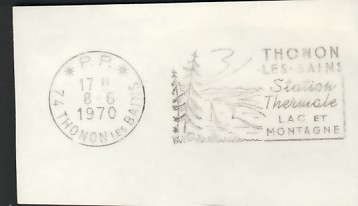 * P.P. *
17 H
8-6
1970
74 THONON LES BAINS
THONON
LES-BAINS
Station
Thermale
LAC ET
MONTAGNE